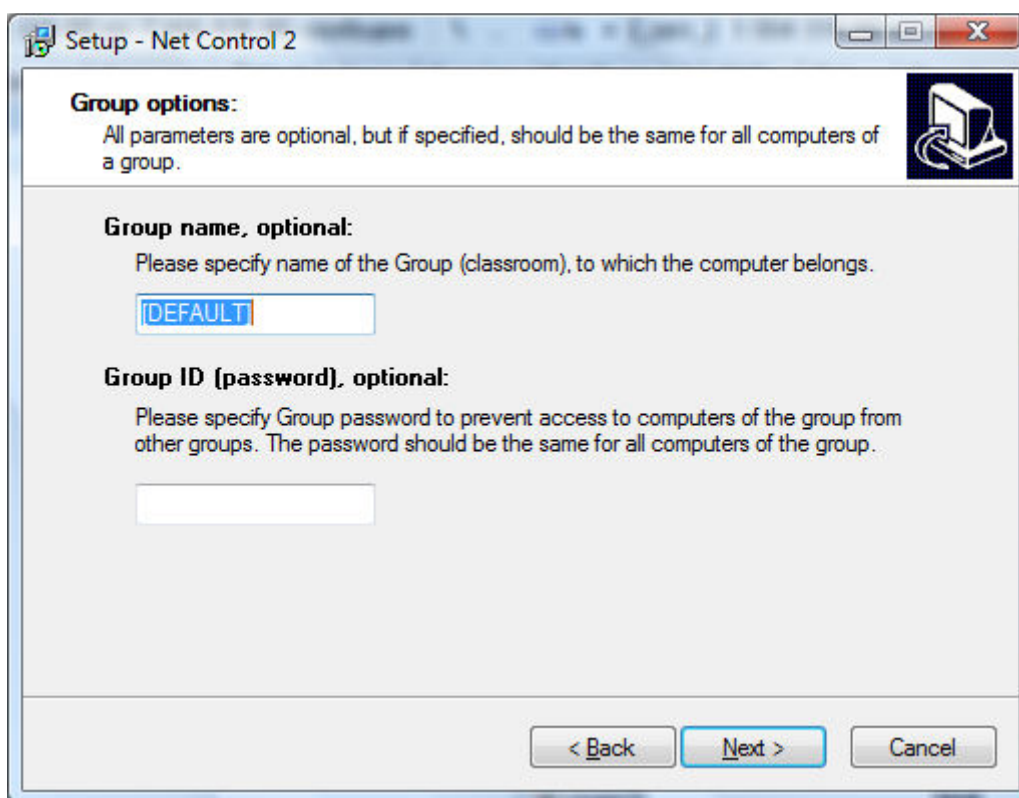 Setup - Net Control 2
Group options:
All parameters are optional, but if specified, should be the same for all computers of
a group.
Group name, optional:
Please specify name of the Group (classroom), to which the computer belongs.
[DEFAULT]
Group ID (password), optional:
Please specify Group password to prevent access to computers of the group from
other groups. The password should be the same for all computers of the group.
< Back
Next >
Cancel